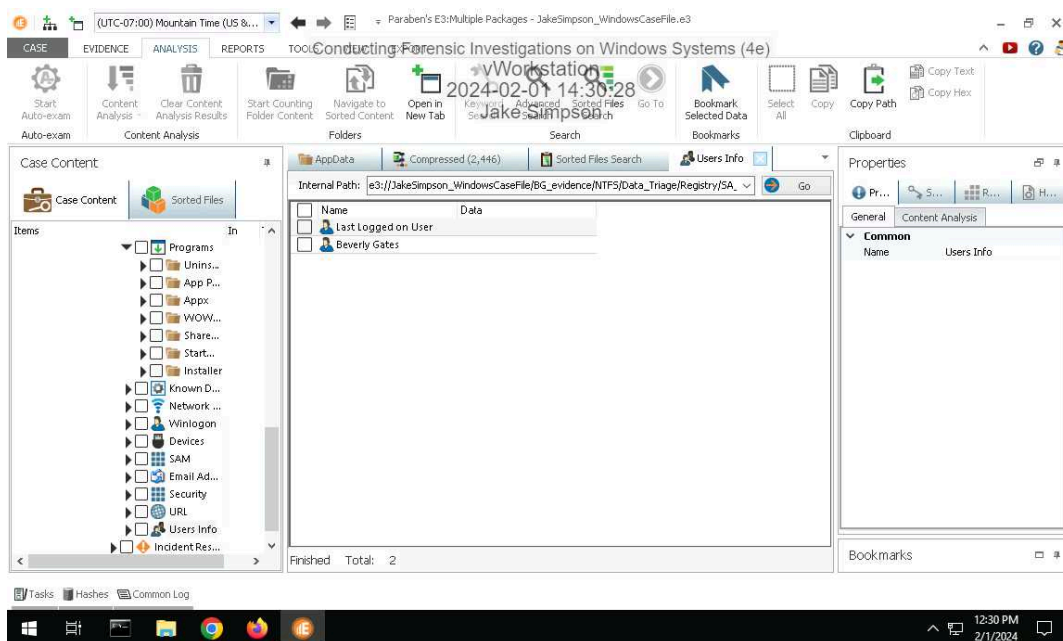 (UTC-07:00) Mountain Time (US &...
Paraben's E3:Multiple Packages - JakeSimpson_WindowsCaseFile.e3
CASE EVIDENCE ANALYSIS REPORTS TOOLS
Conducting Forensic Investigations on Windows Systems (4e)
vWorkstation
2024-02-01 14:30:28
Jake Simpson
Start Auto-exam
Content Analysis
Clear Content Analysis Results
Start Counting Folder Content
Navigate to Sorted Content
Open in New Tab
Keyword Search
Advanced Search
Sorted Files Search
Go To
Bookmark Selected Data
Select All
Copy
Copy Path
Copy Text
Copy Hex
Auto-exam Content Analysis Folders Search Bookmarks Clipboard
Case Content
Case Content Sorted Files
Items In
Programs
Unins...
App P...
Appx
WOW...
Share...
Start...
Installer
Known D...
Network ...
Winlogon
Devices
SAM
Email Ad...
Security
URL
Users Info
Incident Res...
AppData Compressed (2,446) Sorted Files Search Users Info
Internal Path: e3://JakeSimpson_WindowsCaseFile/BG_evidence/NTFS/Data_Triage/Registry/SA_ Go
Name Data
Last Logged on User
Beverly Gates
Finished Total: 2
Properties
Pr... S... R... H...
General Content Analysis
Common
Name Users Info
Bookmarks
Tasks Hashes Common Log
12:30 PM
2/1/2024